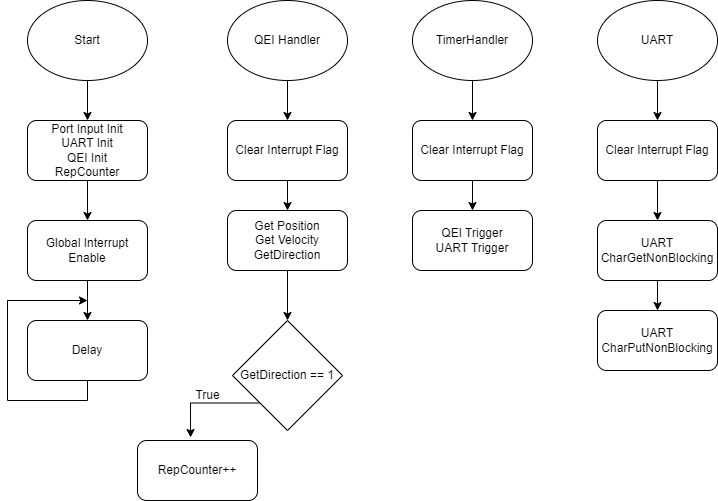 Start
Port Input Init
UART Init
QEI Init
RepCounter
Global Interrupt
Enable
Delay
QEI Handler
Clear Interrupt Flag
Get Position
Get Velocity
GetDirection
GetDirection == 1
True
RepCounter++
TimerHandler
Clear Interrupt Flag
QEI Trigger
UART Trigger
UART
Clear Interrupt Flag
UART
CharGetNonBlocking
UART
CharPutNonBlocking